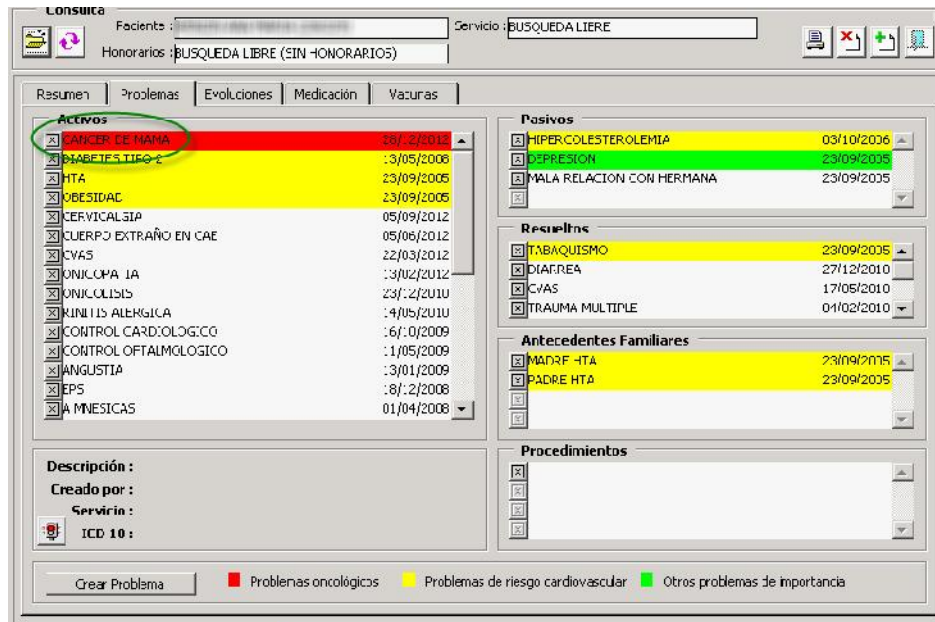 Consulta
Paciente :
Servicio : BUSQUEDA LIBRE
Honorarios : BUSQUEDA LIBRE (SIN HONORARIOS)
Resumen Problemas Evoluciones Medicación Vacunas
Activos
CANCER DE MAMA 28/12/2012
DIABETES TIPO 2 13/05/2008
HTA 23/09/2005
OBESIDAD 23/09/2005
CERVICALGIA 05/09/2012
CUERPO EXTRAÑO EN CAE 05/06/2012
CVAS 22/03/2012
ONICOPATIA 13/02/2012
ONICOLISIS 23/12/2010
RINITIS ALERGICA 14/05/2010
CONTROL CARDIOLOGICO 16/10/2009
CONTROL OFTALMOLOGICO 11/05/2009
ANGUSTIA 13/01/2009
EPS 18/12/2008
AMNESICAS 01/04/2008
Pasivos
HIPERCOLESTEROLEMIA 03/10/2006
DEPRESION 23/09/2005
MALA RELACION CON HERMANA 23/09/2005
Resueltos
TABAQUISMO 23/09/2005
DIARREA 27/12/2010
CVAS 17/05/2010
TRAUMA MULTIPLE 04/02/2010
Antecedentes Familiares
MADRE HTA 23/09/2005
PADRE HTA 23/09/2005
Procedimientos
Descripción :
Creado por :
Servicio :
ICD 10 :
Crear Problema
Problemas oncológicos
Problemas de riesgo cardiovascular
Otros problemas de importancia